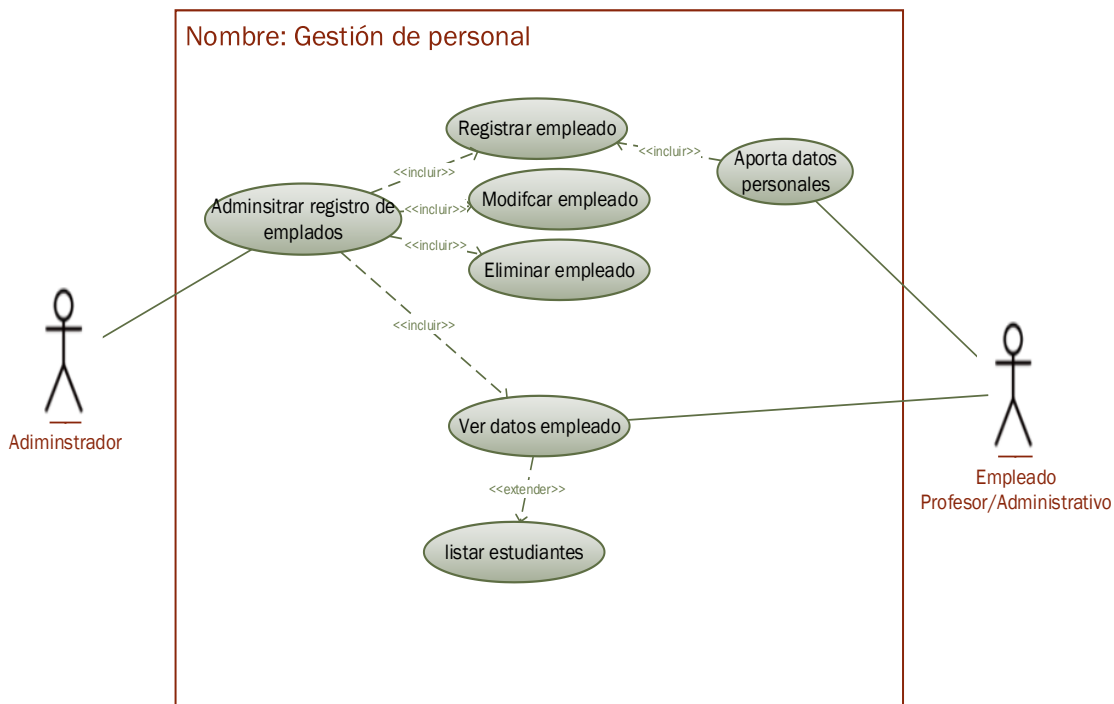 Nombre: Gestión de personal
Registrar empleado
<<incluir>>
Aporta datos
personales
<<incluir>>
Adminsitrar registro de
emplados
<<incluir>>
Modifcar empleado
<<incluir>>
Eliminar empleado
<<incluir>>
Ver datos empleado
Adiminstrador
Empleado
Profesor/Administrativo
<<extender>>
listar estudiantes